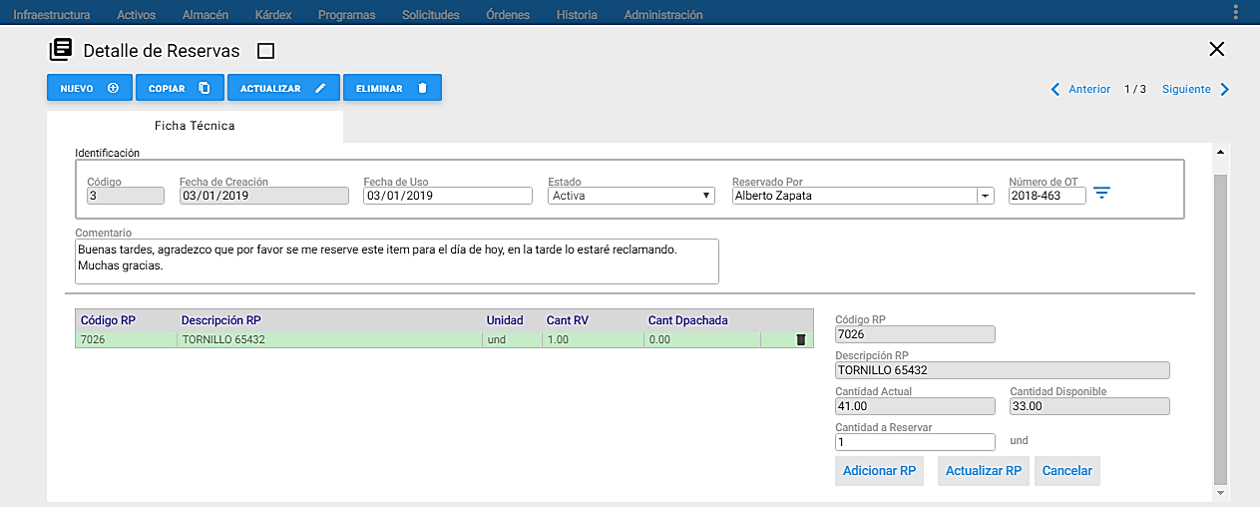 Infraestructura Activos Almacén Kárdex Programas Solicitudes Órdenes Historia Administración
Detalle de Reservas
NUEVO COPIAR ACTUALIZAR ELIMINAR
Anterior 1 / 3 Siguiente
Ficha Técnica
Identificación
Código Fecha de Creación Fecha de Uso Estado Reservado Por Número de OT
3 03/01/2019 03/01/2019 Activa Alberto Zapata 2018-463
Comentario
Buenas tardes, agradezco que por favor se me reserve este item para el día de hoy, en la tarde lo estaré reclamando.
Muchas gracias.
Código RP Descripción RP Unidad Cant RV Cant Dpachada
7026 TORNILLO 65432 und 1.00 0.00
Código RP
7026
Descripción RP
TORNILLO 65432
Cantidad Actual Cantidad Disponible
41.00 33.00
Cantidad a Reservar
1 und
Adicionar RP Actualizar RP Cancelar